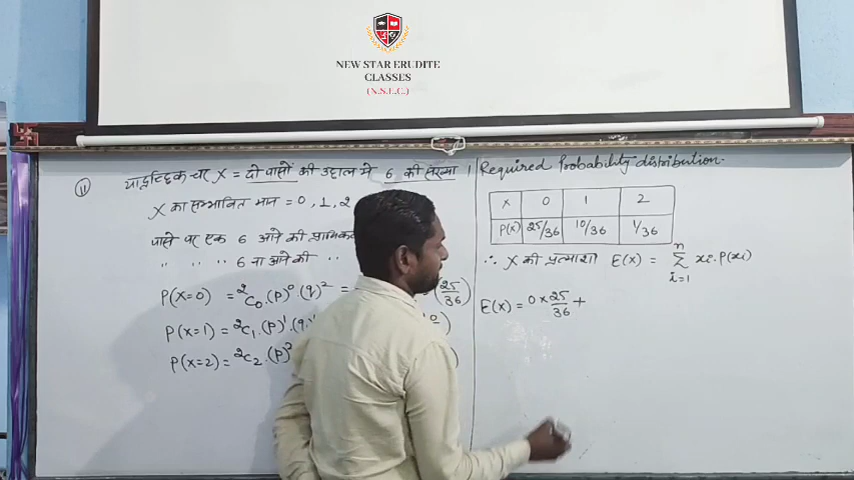 NEW STAR ERUDITE
CLASSES
(N.S.E.C.)
11
यादृच्छिक चर X = दो पासों की उछाल में 6 की संख्या।
X का सम्भावित मान = 0, 1, 2
पासे पर एक 6 आने की
" " " 6 ना आने की "
P(X=0) = ²C₀.(P)⁰.(q)² = (25/36)
P(X=1) = ²C₁.(P)¹.(q)
P(X=2) = ²C₂.(P)²
Required Probability distribution.
X 0 1 2
P(X) 25/36 10/36 1/36
∴ X की प्रत्याशा E(X) = Σ xi.P(xi)
n
i=1
E(X) = 0 × 25/36 +